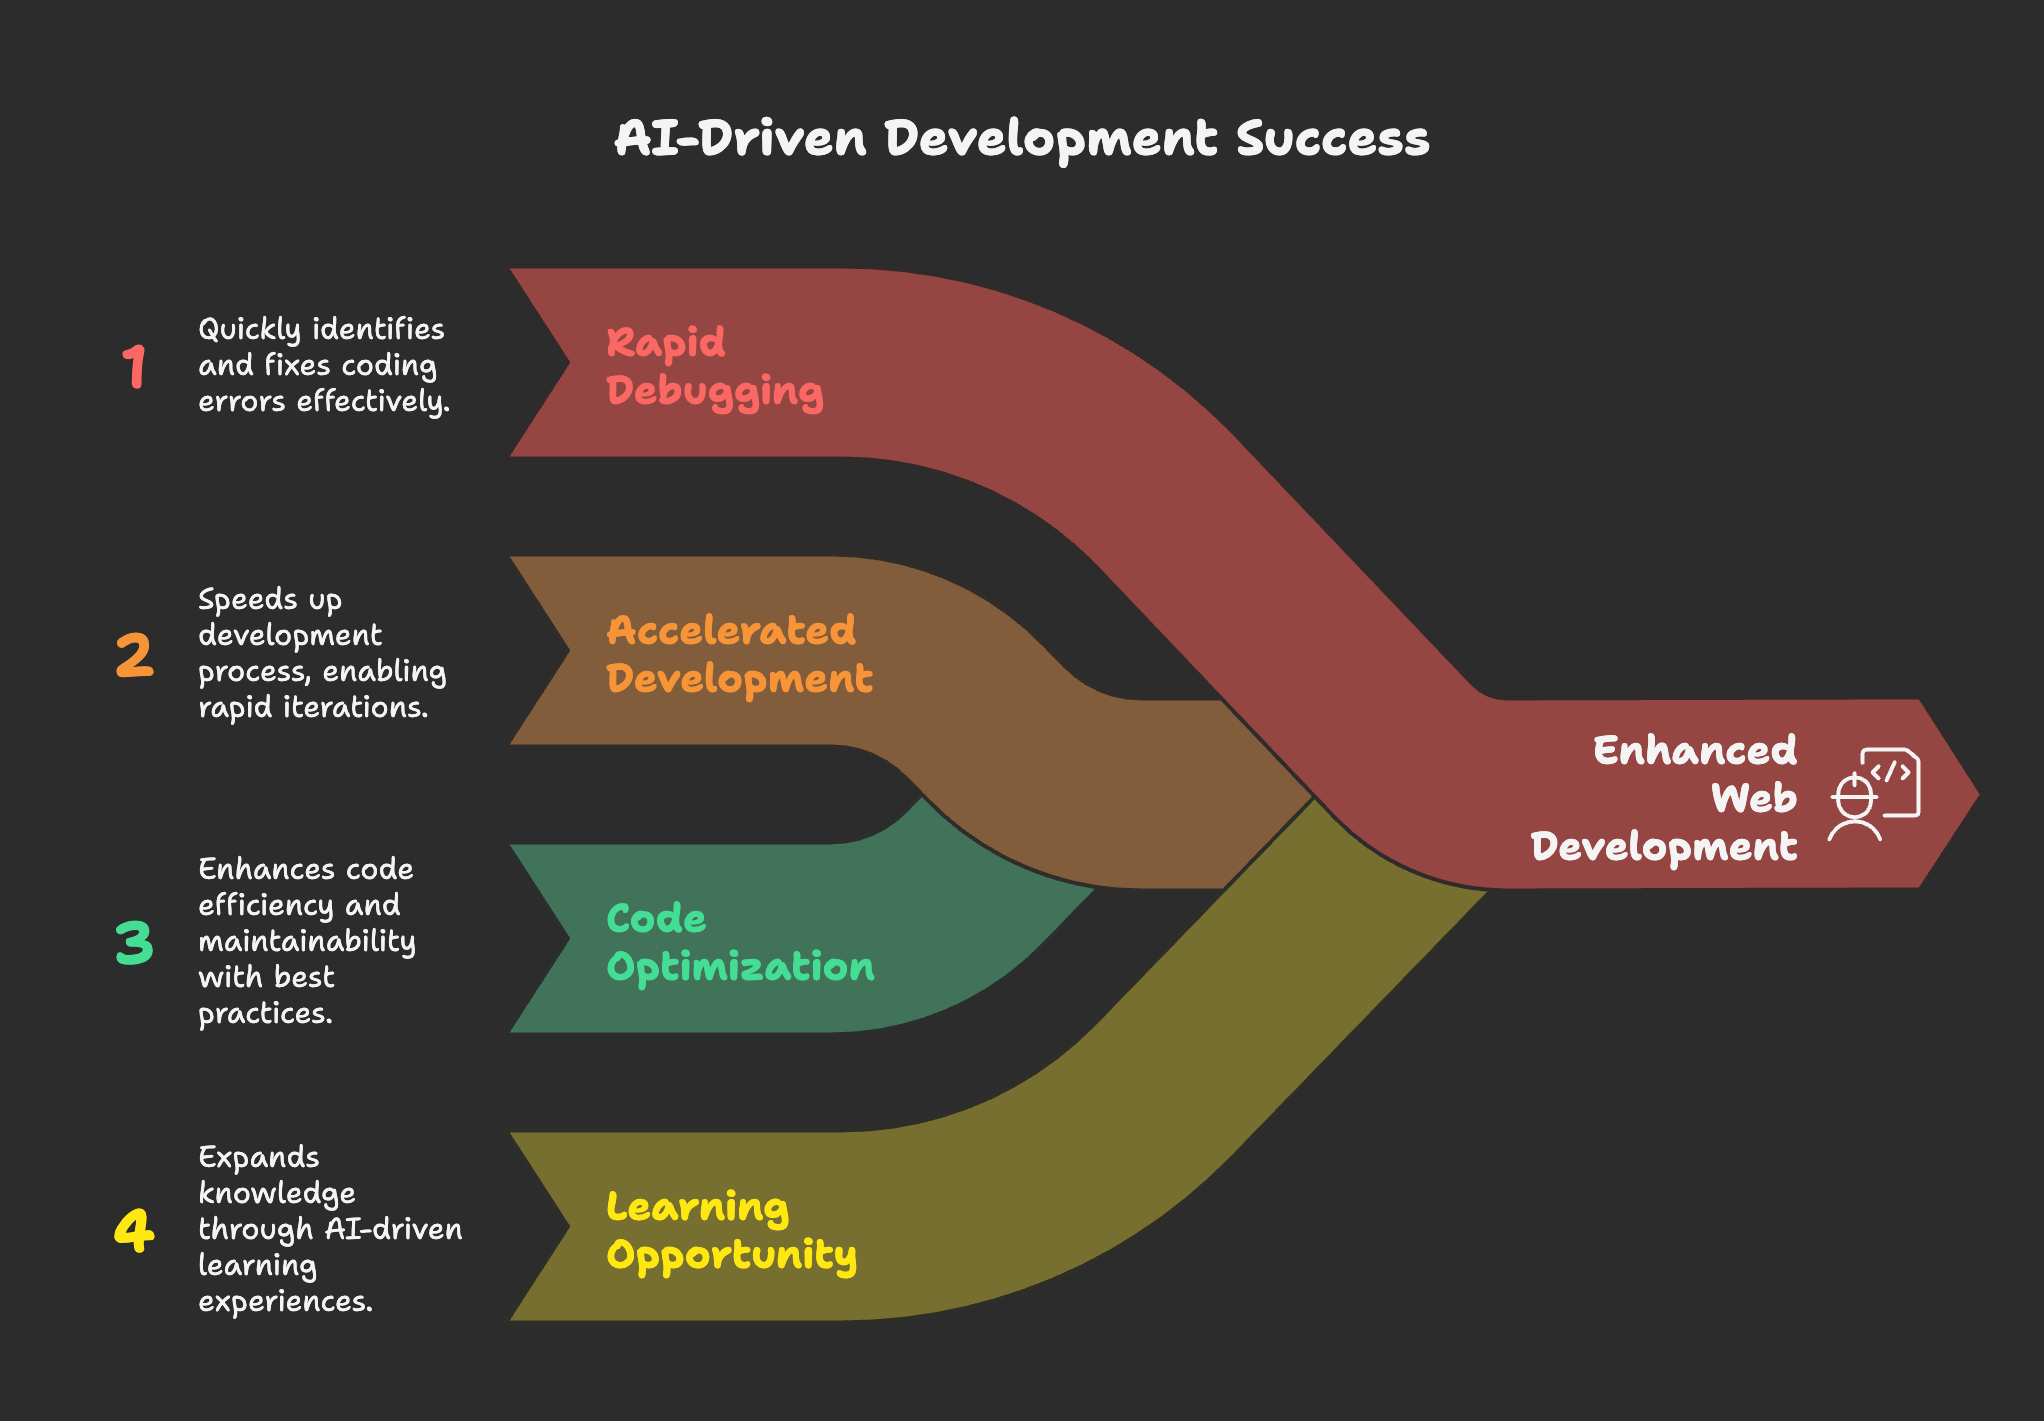 AI-Driven Development Success
1
Quickly identifies
and fixes coding
errors effectively.
Rapid
Debugging
2
Speeds up
development
process, enabling
rapid iterations.
Accelerated
Development
Enhanced
Web
Development
</>
3
Enhances code
efficiency and
maintainability
with best
practices.
Code
Optimization
4
Expands
knowledge
through AI-driven
learning
experiences.
Learning
Opportunity